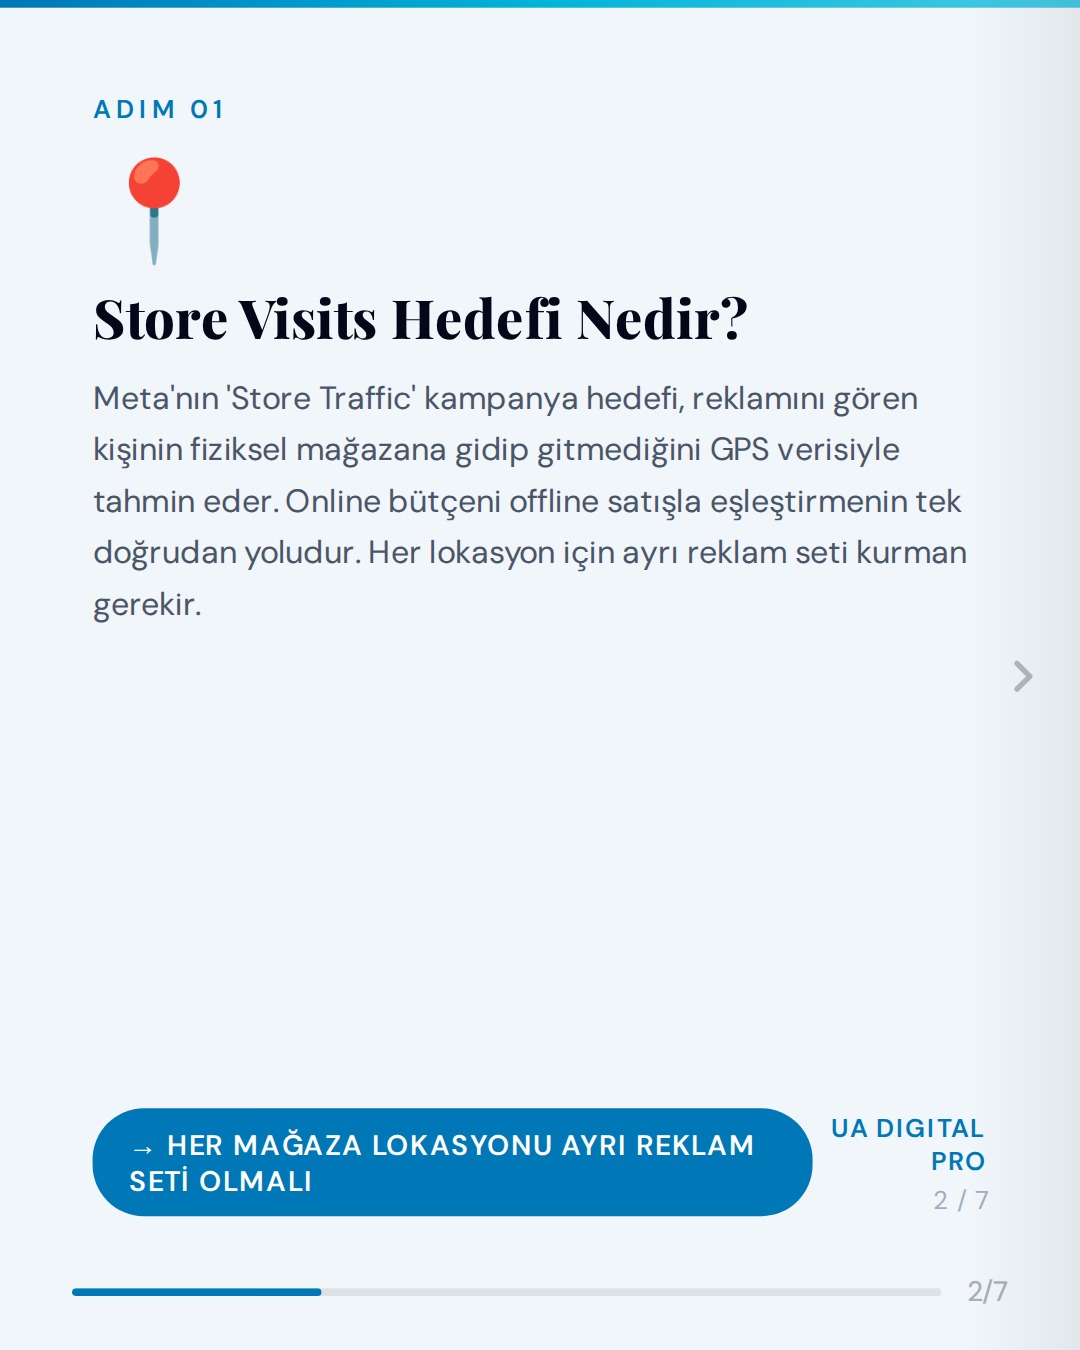 ADIM 01
Store Visits Hedefi Nedir?
Meta'nın 'Store Traffic' kampanya hedefi, reklamını gören
kişinin fiziksel mağazana gidip gitmediğini GPS verisiyle
tahmin eder. Online bütçeni offline satışla eşleştirmenin tek
doğrudan yoludur. Her lokasyon için ayrı reklam seti kurman
gerekir.
→ HER MAĞAZA LOKASYONU AYRI REKLAM
SETİ OLMALI
UA DIGITAL
PRO
2 / 7
2/7